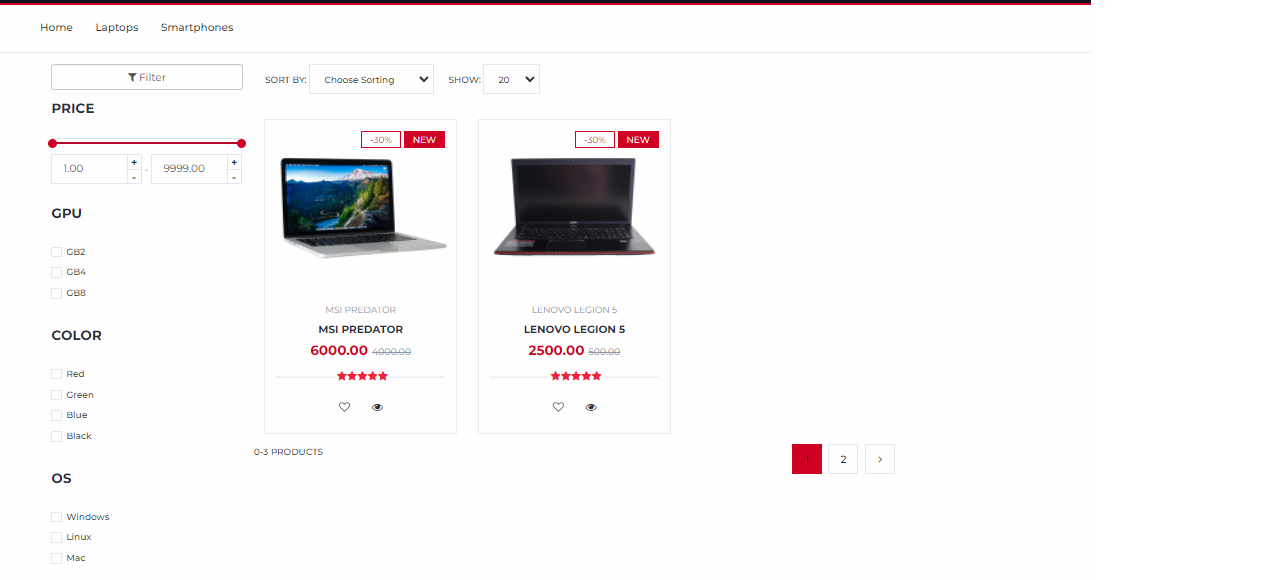 Home Laptops Smartphones
Filter
PRICE
1.00 + - - 9999.00 + -
GPU
GB2
GB4
GB8
COLOR
Red
Green
Blue
Black
OS
Windows
Linux
Mac
SORT BY: Choose Sorting SHOW: 20
-30% NEW
MSI PREDATOR
MSI PREDATOR
6000.00 4000.00
-30% NEW
LENOVO LEGION 5
LENOVO LEGION 5
2500.00 500.00
0-3 PRODUCTS
1 2 >